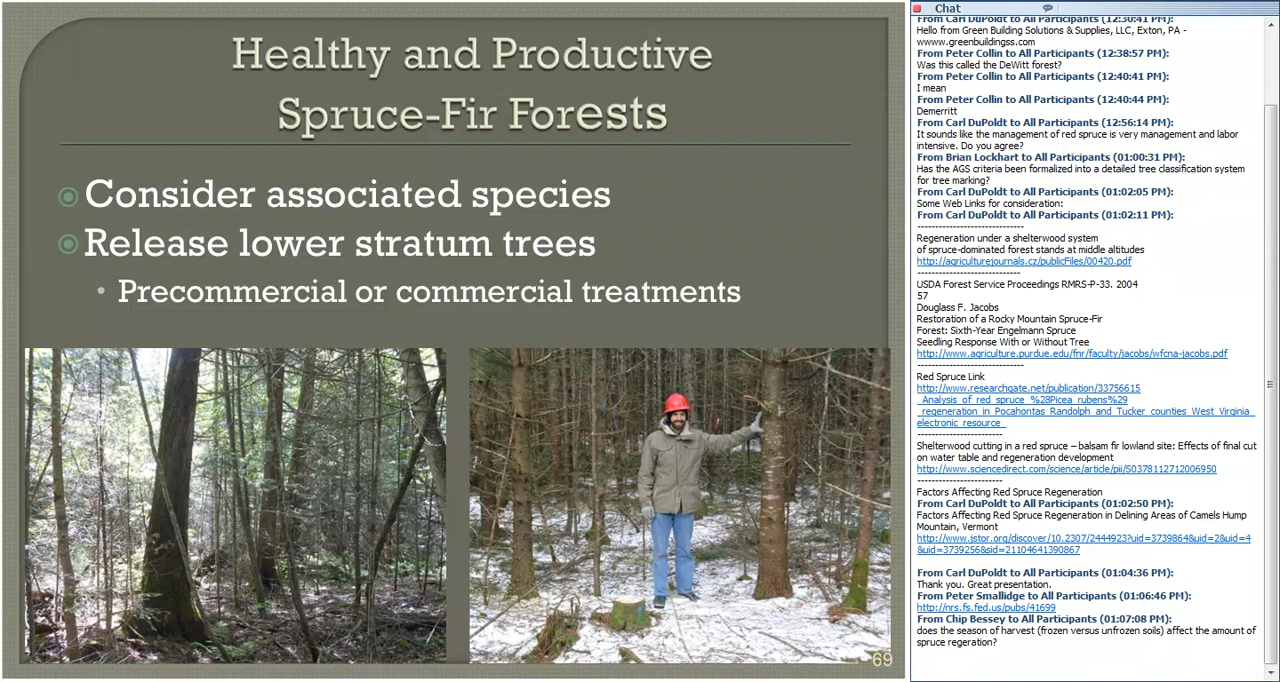 Healthy and Productive
Spruce-Fir Forests
Consider associated species
Release lower stratum trees
Precommercial or commercial treatments
69
Chat
From Carl DuPoldt to All Participants (12:30:41 PM):
Hello from Green Building Solutions & Supplies, LLC, Exton, PA -
wwww.greenbuildingss.com
From Peter Collin to All Participants (12:38:57 PM):
Was this called the DeWitt forest?
From Peter Collin to All Participants (12:40:41 PM):
I mean
From Peter Collin to All Participants (12:40:44 PM):
Demerritt
From Carl DuPoldt to All Participants (12:56:14 PM):
It sounds like the management of red spruce is very management and labor
intensive. Do you agree?
From Brian Lockhart to All Participants (01:00:31 PM):
Has the AGS criteria been formalized into a detailed tree classification system
for tree marking?
From Carl DuPoldt to All Participants (01:02:05 PM):
Some Web Links for consideration:
From Carl DuPoldt to All Participants (01:02:11 PM):
----------------------------
Regeneration under a shelterwood system
of spruce-dominated forest stands at middle altitudes
http://agriculturejournals.cz/publicFiles/00420.pdf
---------------------------
USDA Forest Service Proceedings RMRS-P-33. 2004
57
Douglass F. Jacobs
Restoration of a Rocky Mountain Spruce-Fir
Forest: Sixth-Year Engelmann Spruce
Seedling Response With or Without Tree
http://www.agriculture.purdue.edu/fnr/faculty/jacobs/wfcna-jacobs.pdf
----------------------------
Red Spruce Link
http://www.researchgate.net/publication/33756615
_Analysis_of_red_spruce_%28Picea_rubens%29
_regeneration_in_Pocahontas_Randolph_and_Tucker_counties_West_Virginia_
electronic_resource_
----------------------
Shelterwood cutting in a red spruce – balsam fir lowland site: Effects of final cut
on water table and regeneration development
http://www.sciencedirect.com/science/article/pii/S0378112712006950
----------------------
Factors Affecting Red Spruce Regeneration
From Carl DuPoldt to All Participants (01:02:50 PM):
Factors Affecting Red Spruce Regeneration in Delining Areas of Camels Hump
Mountain, Vermont
http://www.jstor.org/discover/10.2307/2444923?uid=3739864&uid=2&uid=4
&uid=3739256&sid=21104641390867
From Carl DuPoldt to All Participants (01:04:36 PM):
Thank you. Great presentation.
From Peter Smallidge to All Participants (01:06:46 PM):
http://nrs.fs.fed.us/pubs/41699
From Chip Bessey to All Participants (01:07:08 PM):
does the season of harvest (frozen versus unfrozen soils) affect the amount of
spruce regeration?